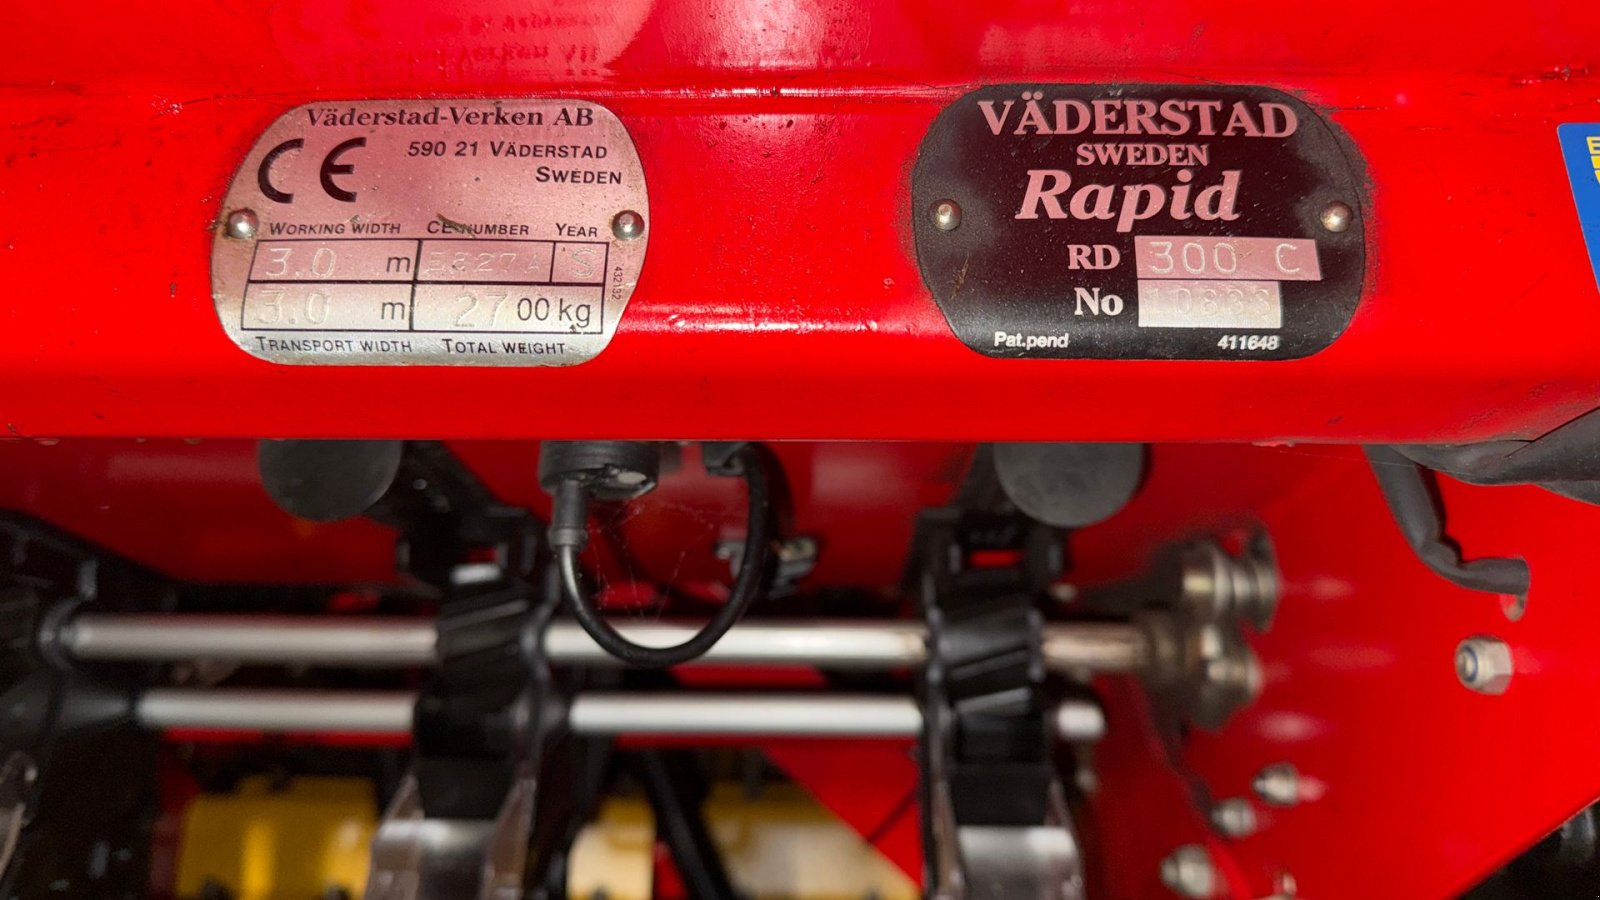 Väderstad-Verken AB
CE
590 21 VÄDERSTAD
SWEDEN
WORKING WIDTH CE NUMBER YEAR
3.0 m S
3.0 m 2700 kg
TRANSPORT WIDTH TOTAL WEIGHT
432132
VÄDERSTAD
SWEDEN
Rapid
RD 300 C
No
Pat.pend 411648